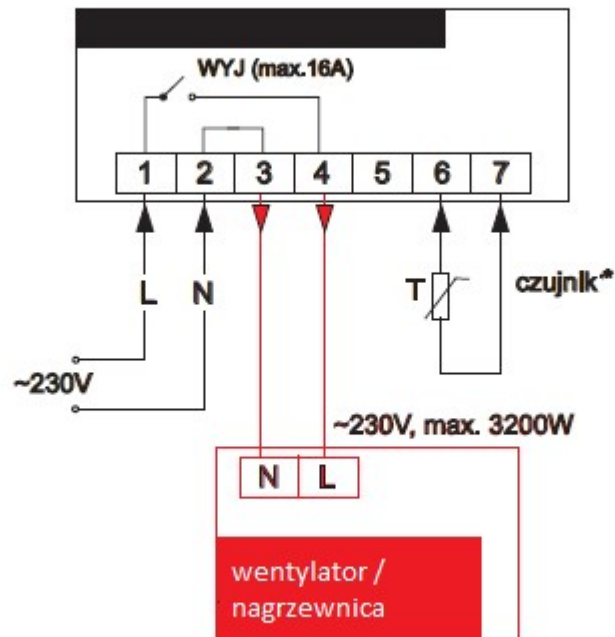 WYJ (max.16A)
1 2 3 4 5 6 7
L N
T czujnik*
~230V
~230V, max. 3200W
N L
wentylator /
nagrzewnica